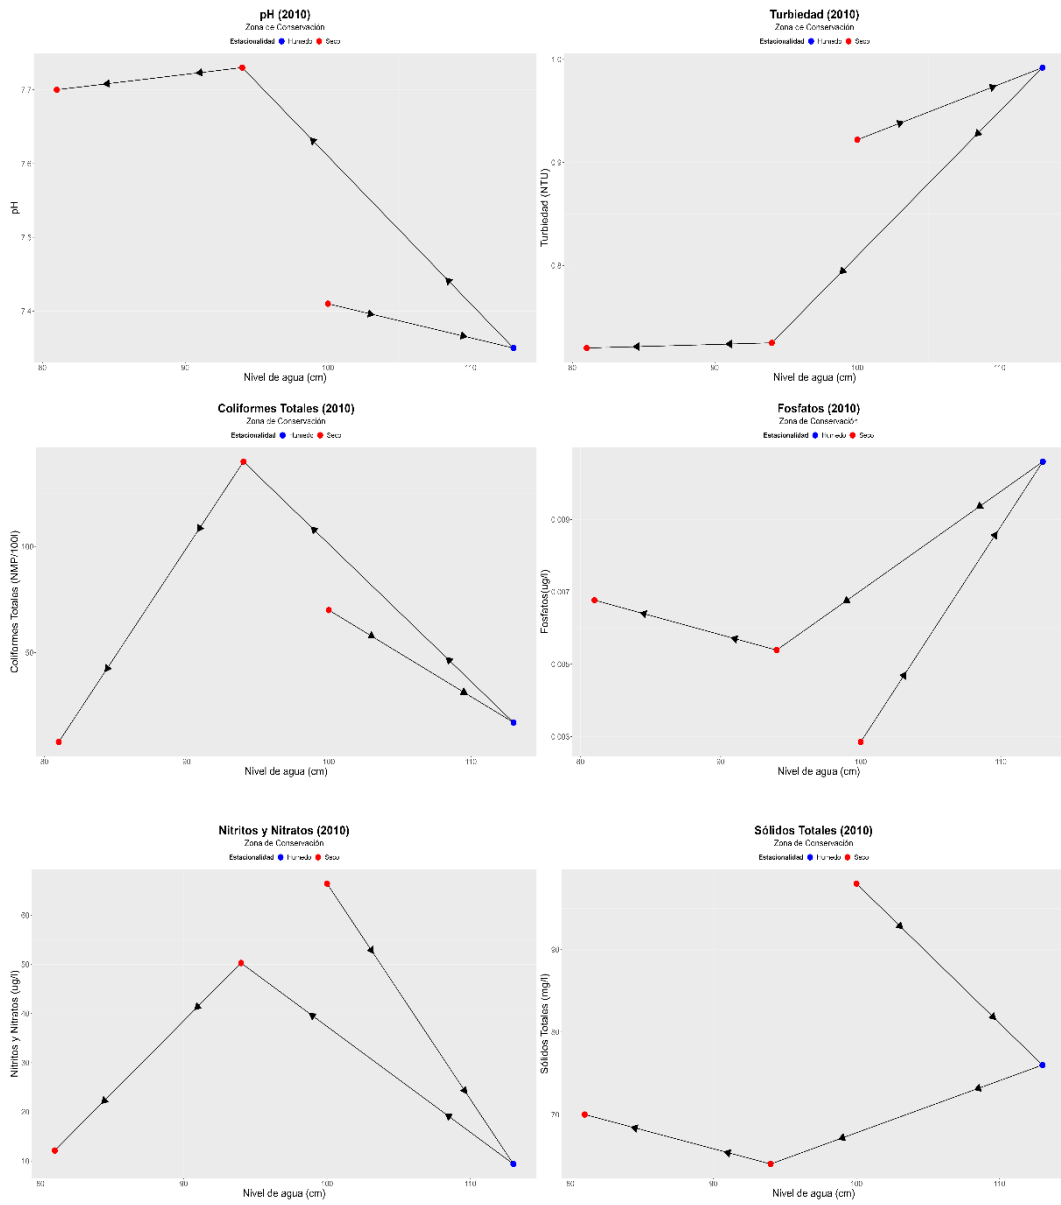 pH (2010)
Zona de Conservación
Estacionalidad Humedo Seco
7.7
7.6
7.5
7.4
pH
80 90 100 110
Nivel de agua (cm)
Turbiedad (2010)
Zona de Conservación
Estacionalidad Humedo Seco
1.0
0.9
0.8
Turbiedad (NTU)
80 90 100 110
Nivel de agua (cm)
Coliformes Totales (2010)
Zona de Conservación
Estacionalidad Humedo Seco
100
50
Coliformes Totales (NMP/100l)
80 90 100 110
Nivel de agua (cm)
Fosfatos (2010)
Zona de Conservación
Estacionalidad Humedo Seco
0.009
0.007
0.005
0.003
Fosfatos(ug/l)
80 90 100 110
Nivel de agua (cm)
Nitritos y Nitratos (2010)
Zona de Conservación
Estacionalidad Humedo Seco
60
50
40
30
20
10
Nitritos y Nitratos (ug/l)
80 90 100 110
Nivel de agua (cm)
Sólidos Totales (2010)
Zona de Conservación
Estacionalidad Humedo Seco
90
80
70
Sólidos Totales (mg/l)
80 90 100 110
Nivel de agua (cm)